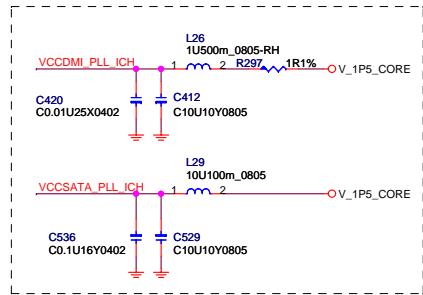 L26
1U500m_0805-RH
VCCDMI_PLL_ICH 1 2 R297 1R1% V_1P5_CORE
C420 C412
C0.01U25X0402 C10U10Y0805
L29
10U100m_0805
VCCSATA_PLL_ICH 1 2 V_1P5_CORE
C536 C529
C0.1U16Y0402 C10U10Y0805